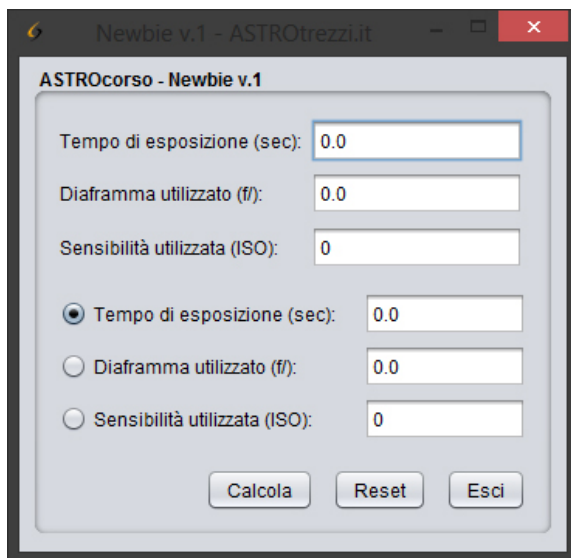 Newbie v.1 - ASTROtrezzi.it
ASTROcorso - Newbie v.1
Tempo di esposizione (sec): 0.0
Diaframma utilizzato (f/): 0.0
Sensibilità utilizzata (ISO): 0
Tempo di esposizione (sec): 0.0
Diaframma utilizzato (f/): 0.0
Sensibilità utilizzata (ISO): 0
Calcola Reset Esci